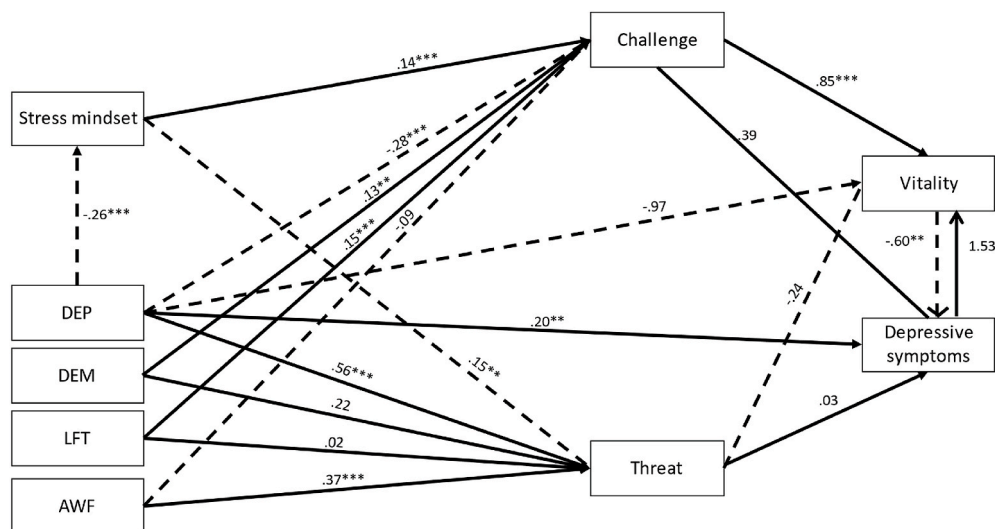 Challenge
.14***
.85***
Stress mindset
-.28***
.39
.13**
Vitality
-.26***
.15***
-.09
-.97
-.60**
1.53
-.24
DEP
.20**
Depressive
symptoms
.56***
.15**
DEM
.22
.03
LFT
.02
Threat
.37***
AWF